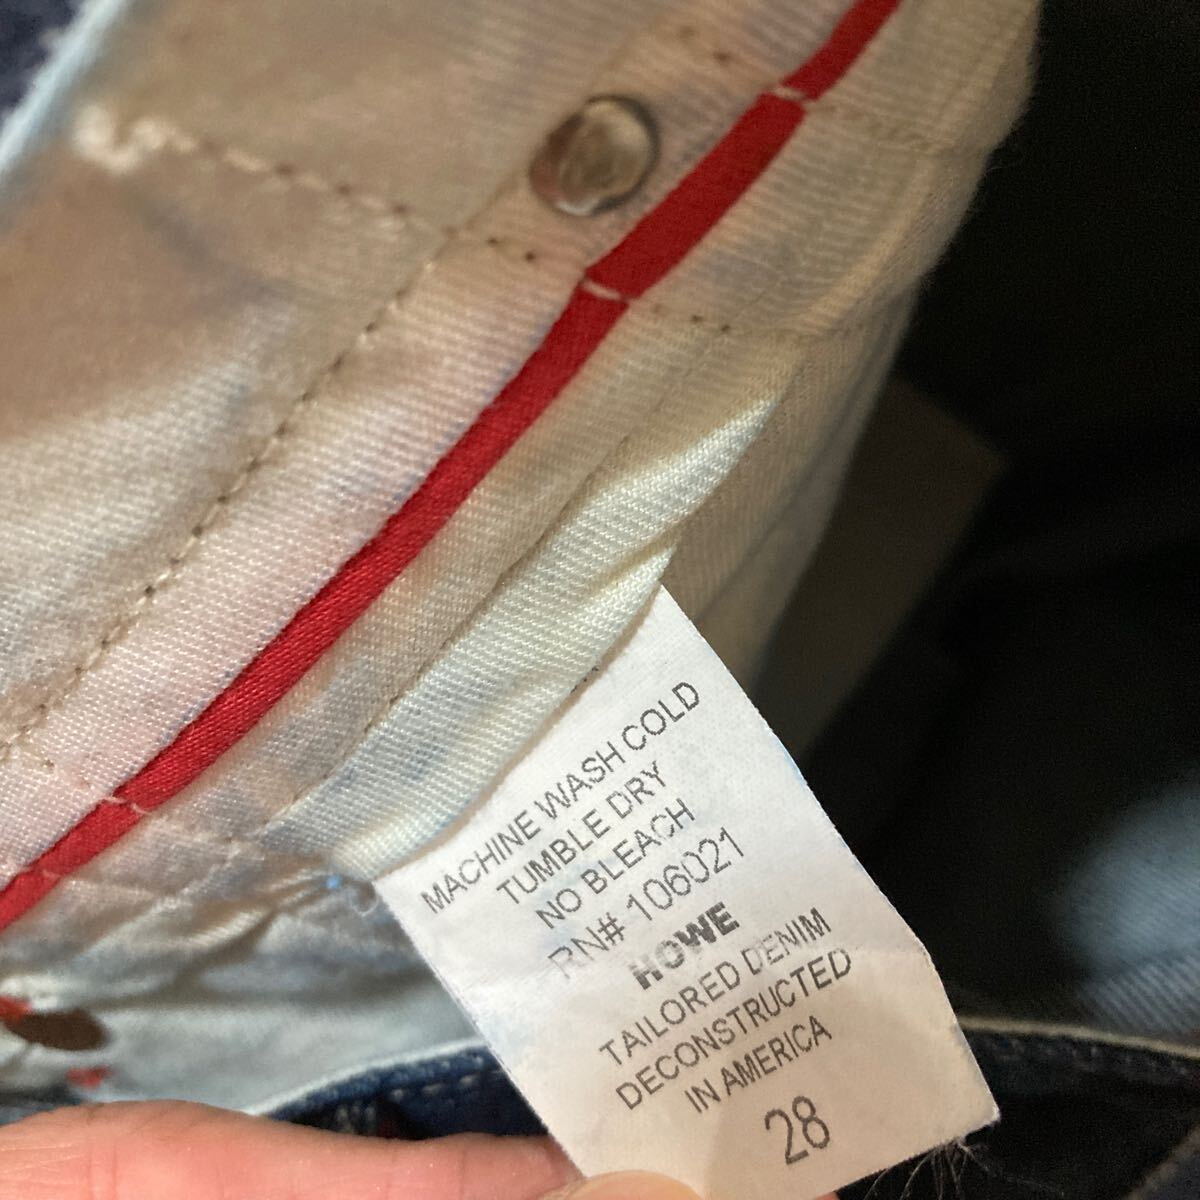 MACHINE WASH COLD
TUMBLE DRY
NO BLEACH
RN# 106021
HOWE
TAILORED DENIM
DECONSTRUCTED
IN AMERICA
28